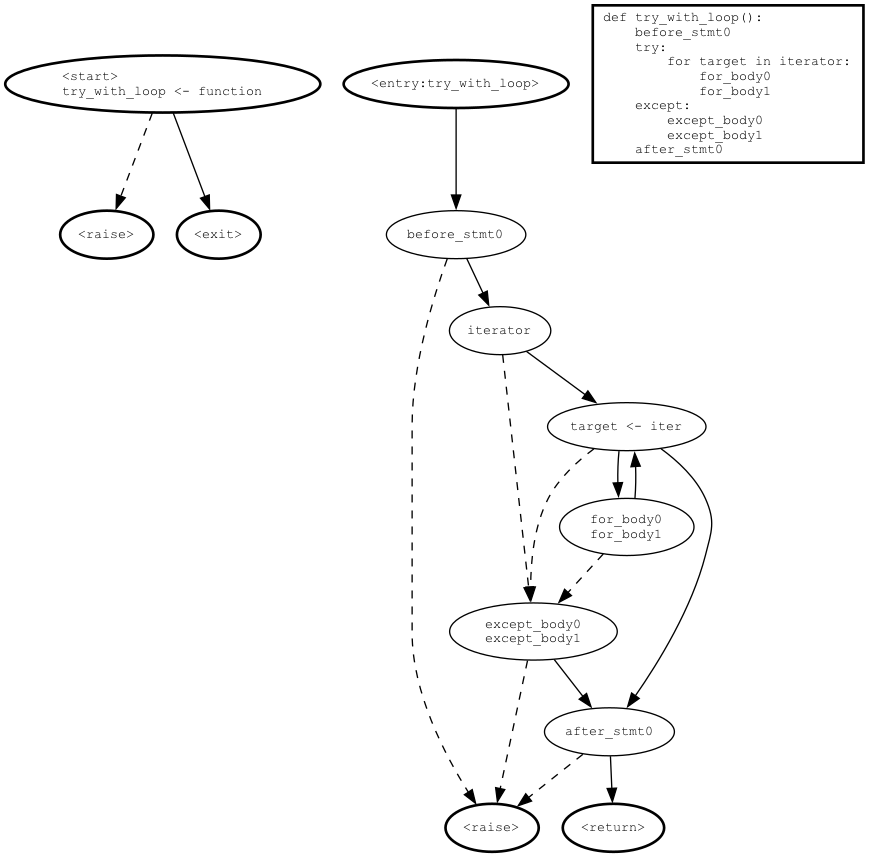 def try_with_loop():
    before_stmt0
    try:
        for target in iterator:
            for_body0
            for_body1
    except:
        except_body0
        except_body1
    after_stmt0
<start>
try_with_loop <- function
<entry:try_with_loop>
<raise>
<exit>
before_stmt0
iterator
target <- iter
for_body0
for_body1
except_body0
except_body1
after_stmt0
<raise>
<return>